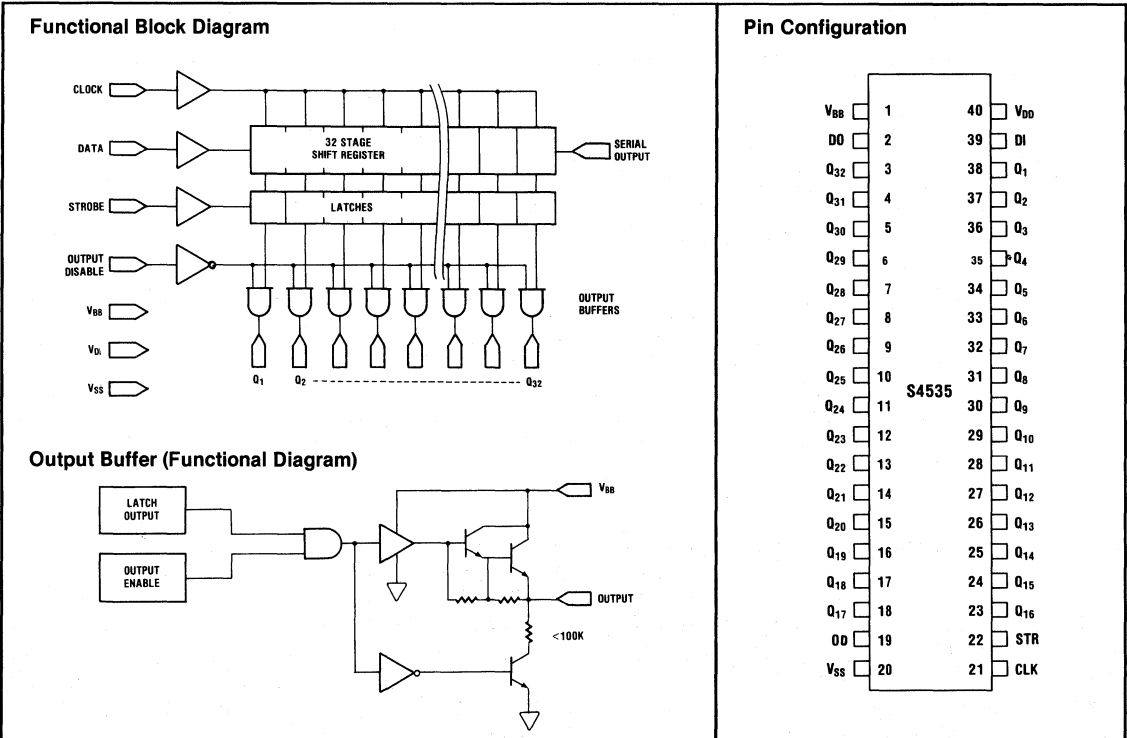 Functional Block Diagram
CLOCK
DATA
32 STAGE
SHIFT REGISTER
SERIAL
OUTPUT
STROBE
LATCHES
OUTPUT
DISABLE
OUTPUT
BUFFERS
VBB
VDi
VSS
Q1 Q2 Q32
Output Buffer (Functional Diagram)
LATCH
OUTPUT
OUTPUT
ENABLE
VBB
OUTPUT
<100K
Pin Configuration
VBB 1 40 VDD
DO 2 39 DI
Q32 3 38 Q1
Q31 4 37 Q2
Q30 5 36 Q3
Q29 6 35 Q4
Q28 7 34 Q5
Q27 8 33 Q6
Q26 9 32 Q7
Q25 10 31 Q8
S4535
Q24 11 30 Q9
Q23 12 29 Q10
Q22 13 28 Q11
Q21 14 27 Q12
Q20 15 26 Q13
Q19 16 25 Q14
Q18 17 24 Q15
Q17 18 23 Q16
OD 19 22 STR
VSS 20 21 CLK